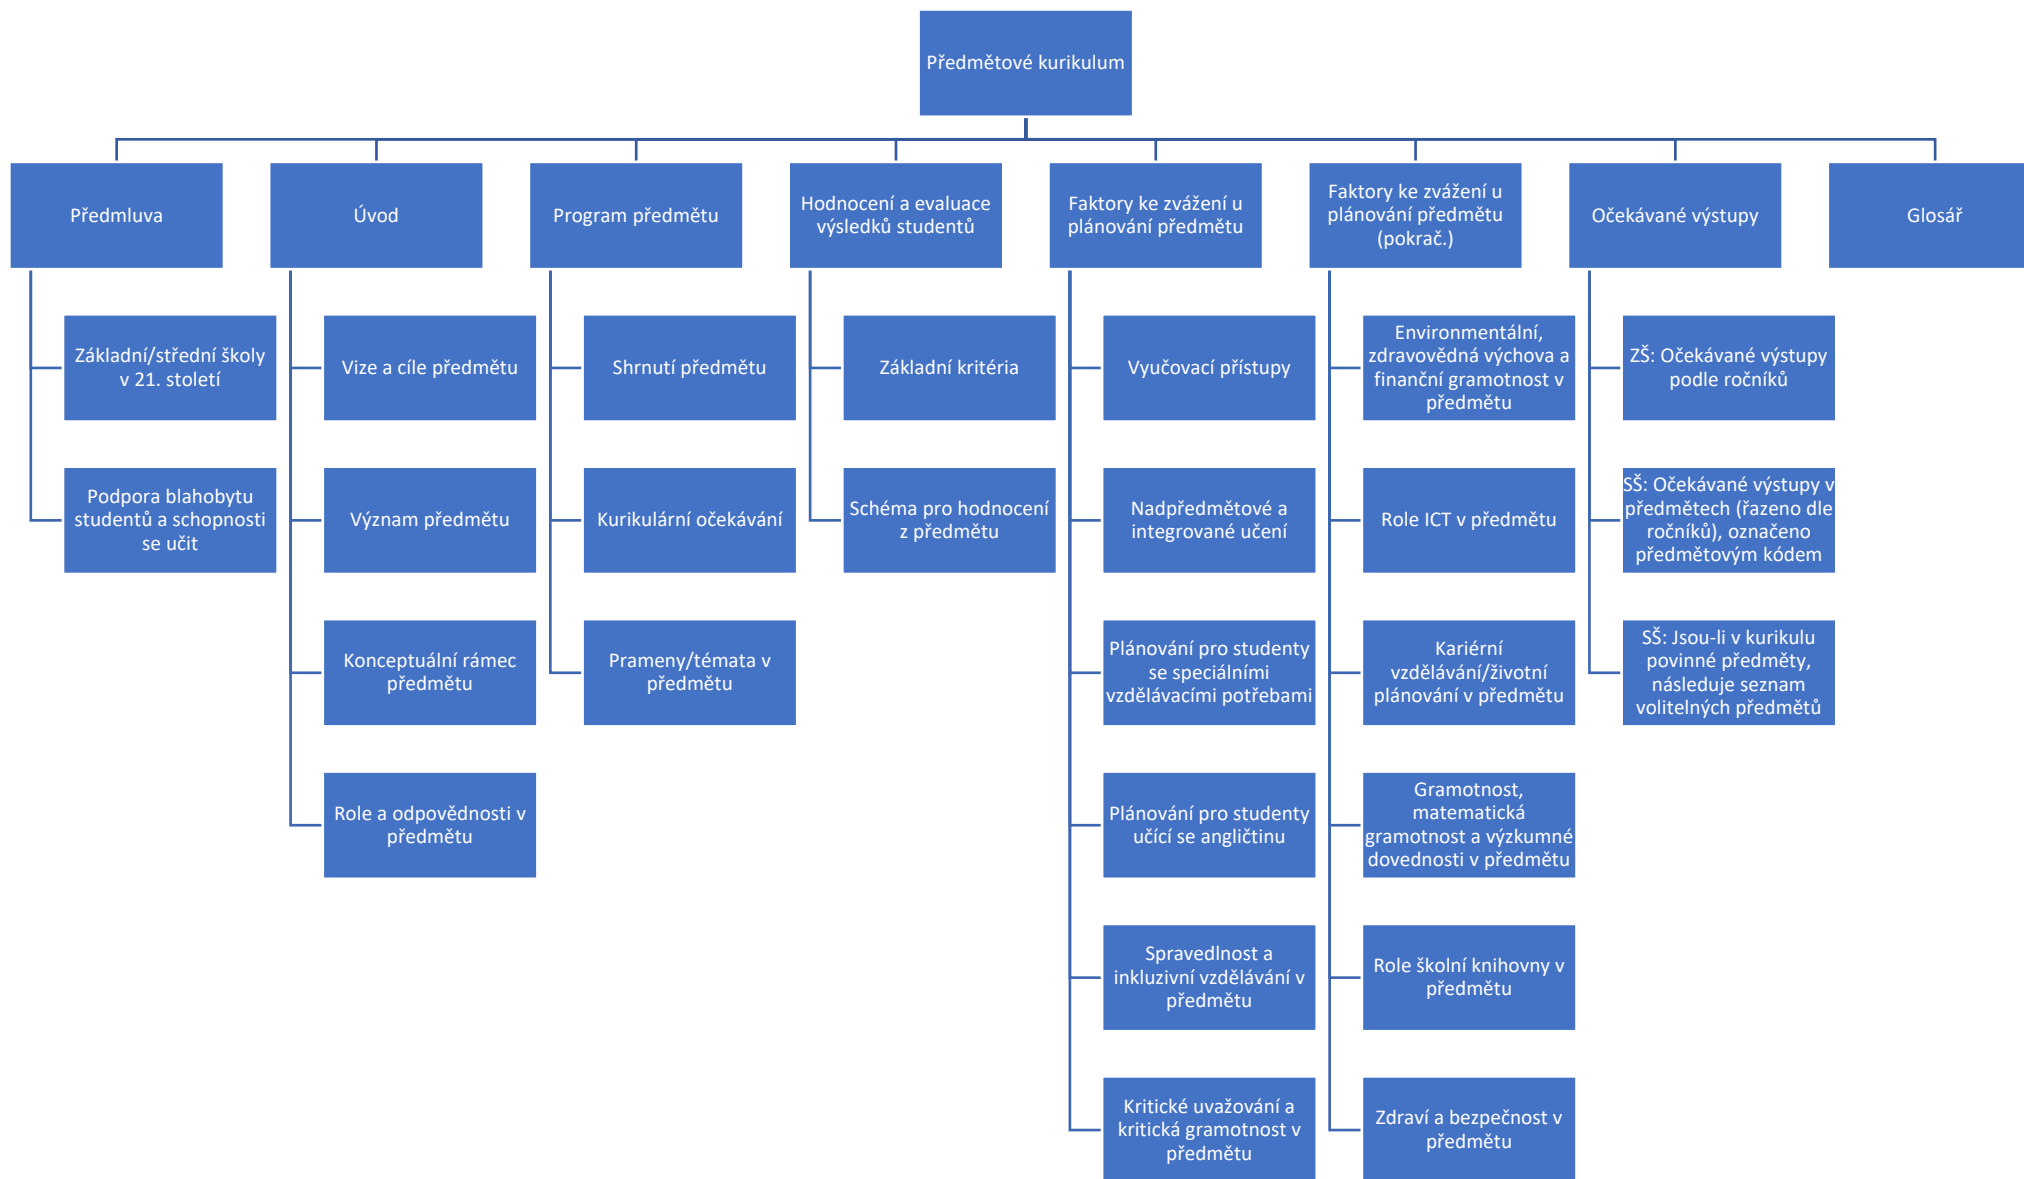 Předmětové kurikulum
Předmluva
Základní/střední školy
v 21. století
Podpora blahobytu
studentů a schopnosti
se učit
Úvod
Vize a cíle předmětu
Význam předmětu
Konceptuální rámec
předmětu
Role a odpovědnosti v
předmětu
Program předmětu
Shrnutí předmětu
Kurikulární očekávání
Prameny/témata v
předmětu
Hodnocení a evaluace
výsledků studentů
Základní kritéria
Schéma pro hodnocení
z předmětu
Faktory ke zvážení u
plánování předmětu
Vyučovací přístupy
Nadpředmětové a
integrované učení
Plánování pro studenty
se speciálními
vzdělávacími potřebami
Plánování pro studenty
učící se angličtinu
Spravedlnost a
inkluzivní vzdělávání v
předmětu
Kritické uvažování a
kritická gramotnost v
předmětu
Faktory ke zvážení u
plánování předmětu
(pokrač.)
Environmentální,
zdravovědná výchova a
finanční gramotnost v
předmětu
Role ICT v předmětu
Kariérní
vzdělávání/životní
plánování v předmětu
Gramotnost,
matematická
gramotnost a výzkumné
dovednosti v předmětu
Role školní knihovny v
předmětu
Zdraví a bezpečnost v
předmětu
Očekávané výstupy
ZŠ: Očekávané výstupy
podle ročníků
SŠ: Očekávané výstupy v
předmětech (řazeno dle
ročníků), označeno
předmětovým kódem
SŠ: Jsou-li v kurikulu
povinné předměty,
následuje seznam
volitelných předmětů
Glosář